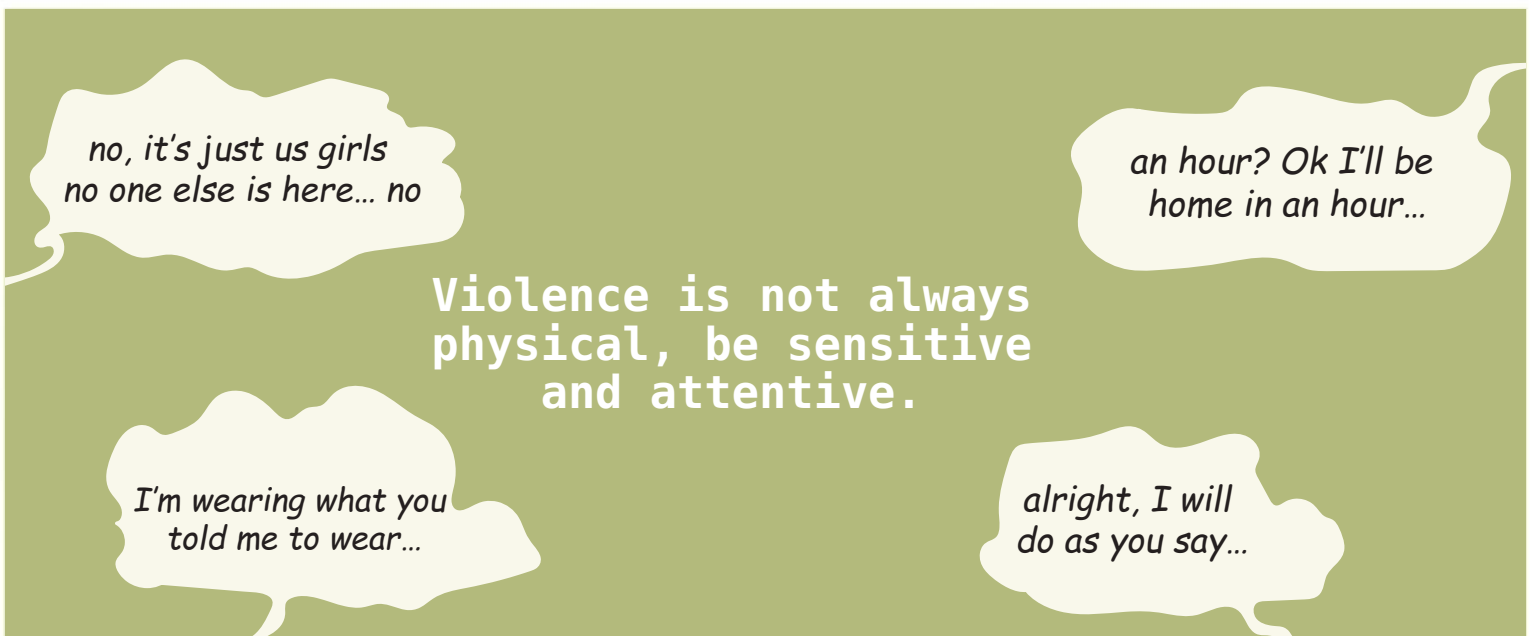 no, it's just us girls
no one else is here... no
an hour? Ok I'll be
home in an hour...
Violence is not always
physical, be sensitive
and attentive.
I'm wearing what you
told me to wear...
alright, I will
do as you say...